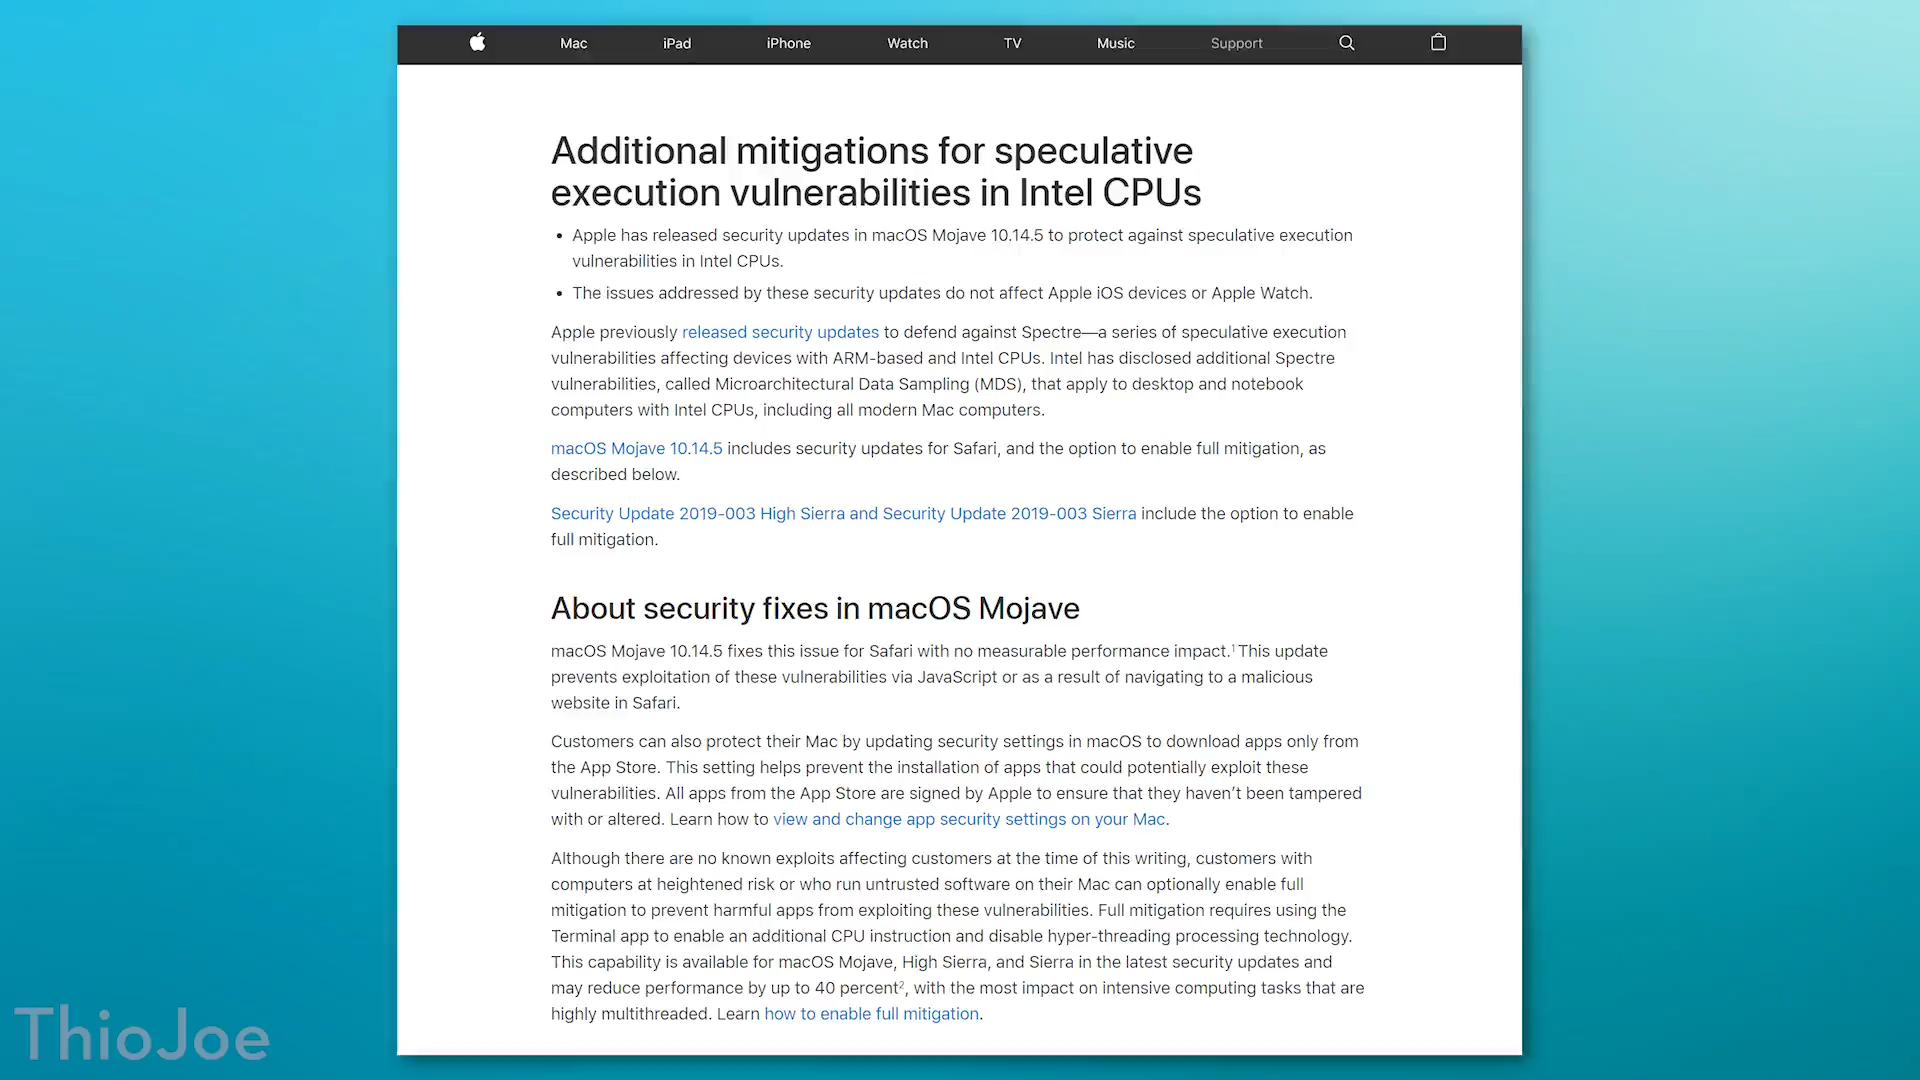 Mac iPad iPhone Watch TV Music Support
Additional mitigations for speculative
execution vulnerabilities in Intel CPUs
• Apple has released security updates in macOS Mojave 10.14.5 to protect against speculative execution
vulnerabilities in Intel CPUs.
• The issues addressed by these security updates do not affect Apple iOS devices or Apple Watch.
Apple previously released security updates to defend against Spectre—a series of speculative execution
vulnerabilities affecting devices with ARM-based and Intel CPUs. Intel has disclosed additional Spectre
vulnerabilities, called Microarchitectural Data Sampling (MDS), that apply to desktop and notebook
computers with Intel CPUs, including all modern Mac computers.
macOS Mojave 10.14.5 includes security updates for Safari, and the option to enable full mitigation, as
described below.
Security Update 2019-003 High Sierra and Security Update 2019-003 Sierra include the option to enable
full mitigation.
About security fixes in macOS Mojave
macOS Mojave 10.14.5 fixes this issue for Safari with no measurable performance impact.¹ This update
prevents exploitation of these vulnerabilities via JavaScript or as a result of navigating to a malicious
website in Safari.
Customers can also protect their Mac by updating security settings in macOS to download apps only from
the App Store. This setting helps prevent the installation of apps that could potentially exploit these
vulnerabilities. All apps from the App Store are signed by Apple to ensure that they haven’t been tampered
with or altered. Learn how to view and change app security settings on your Mac.
Although there are no known exploits affecting customers at the time of this writing, customers with
computers at heightened risk or who run untrusted software on their Mac can optionally enable full
mitigation to prevent harmful apps from exploiting these vulnerabilities. Full mitigation requires using the
Terminal app to enable an additional CPU instruction and disable hyper-threading processing technology.
This capability is available for macOS Mojave, High Sierra, and Sierra in the latest security updates and
may reduce performance by up to 40 percent², with the most impact on intensive computing tasks that are
highly multithreaded. Learn how to enable full mitigation.
ThioJoe